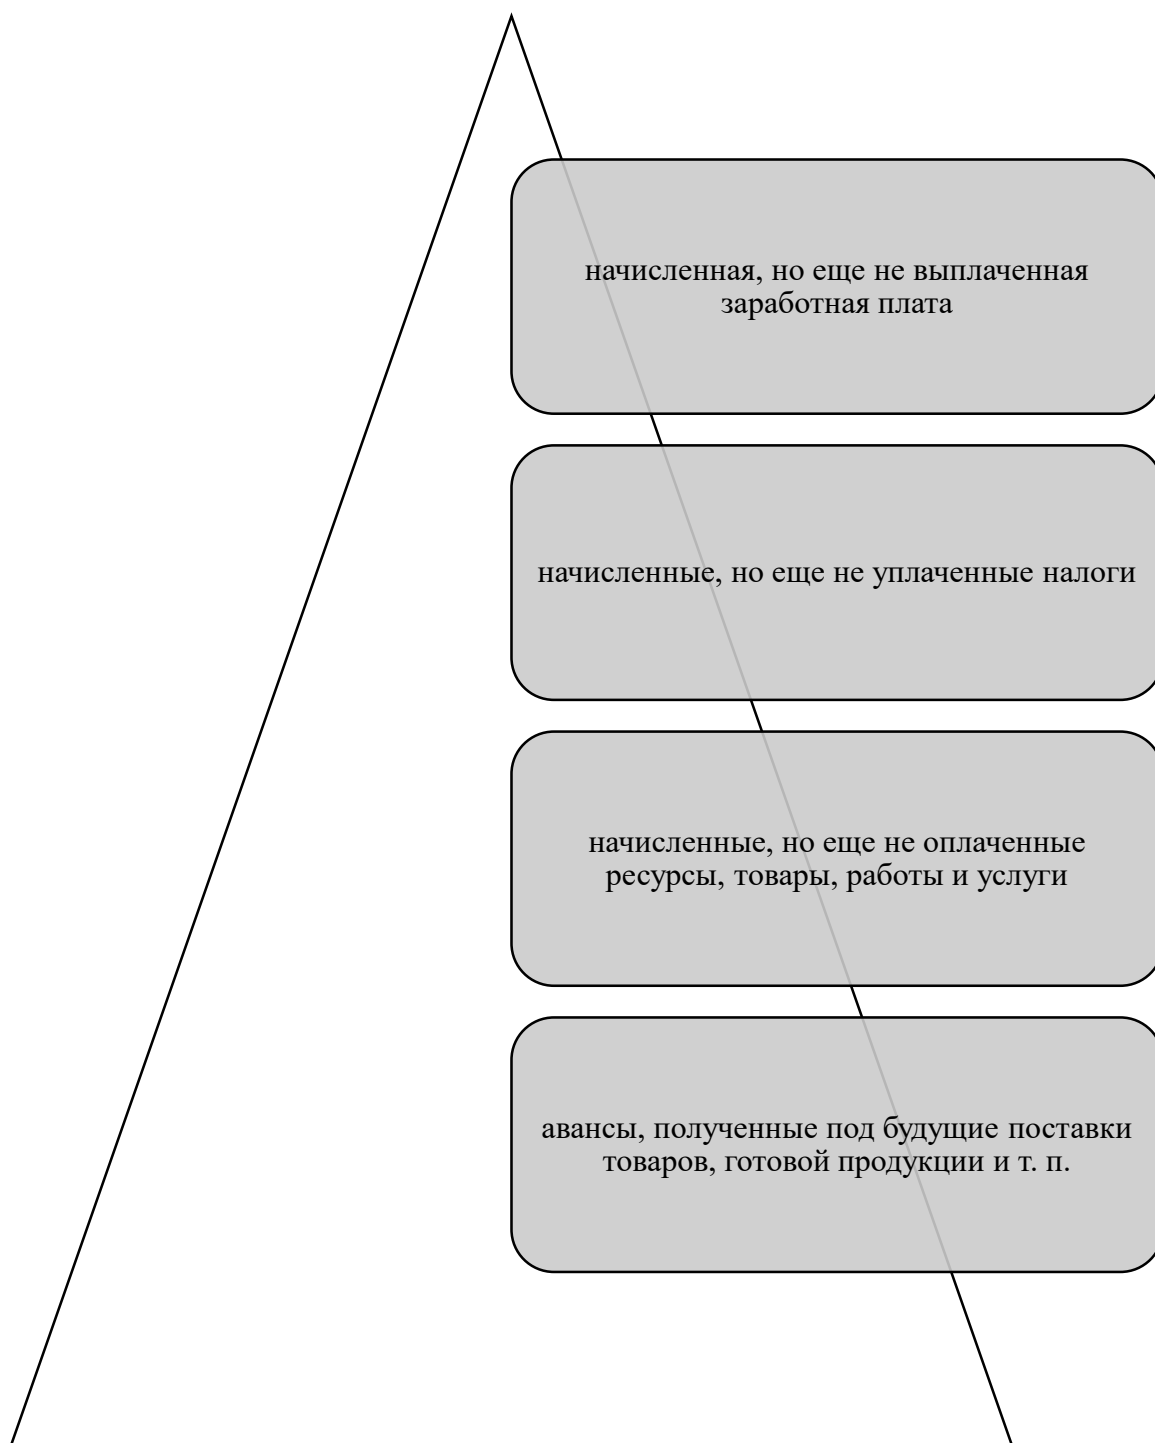 начисленная, но еще не выплаченная
заработная плата
начисленные, но еще не уплаченные налоги
начисленные, но еще не оплаченные
ресурсы, товары, работы и услуги
авансы, полученные под будущие поставки
товаров, готовой продукции и т. п.